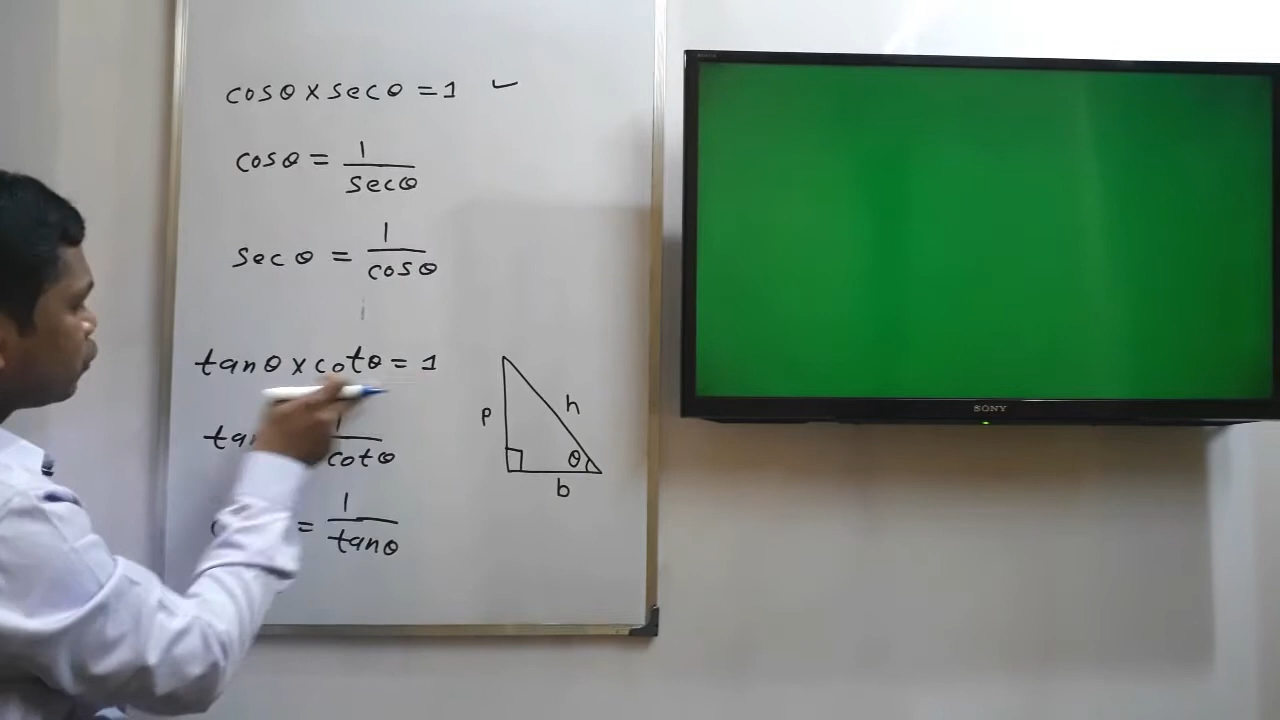 cosθ x secθ = 1 ✓
cosθ = 1/secθ
secθ = 1/cosθ
tanθ x cotθ = 1
= 1/tanθ
cotθ
p
h
θ
b
SONY